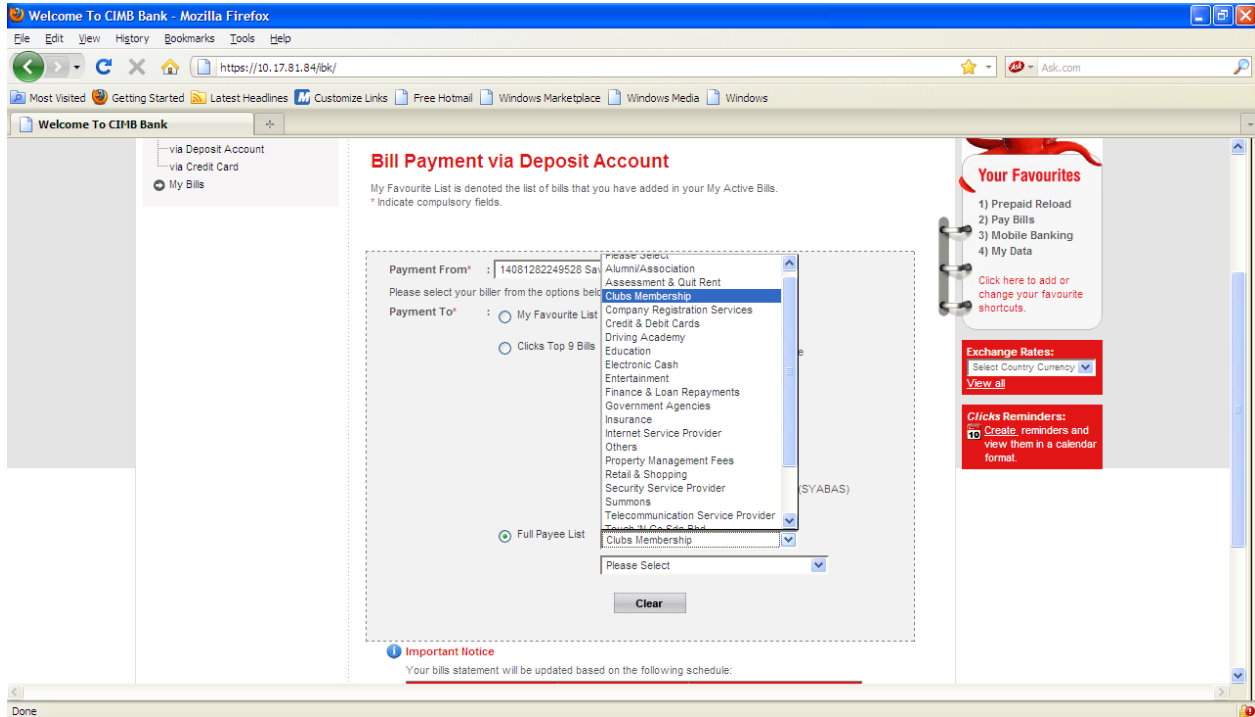 Welcome To CIMB Bank - Mozilla Firefox
File Edit View History Bookmarks Tools Help
https://10.17.81.84/ibk/
Ask.com
Most Visited Getting Started Latest Headlines Customize Links Free Hotmail Windows Marketplace Windows Media Windows
Welcome To CIMB Bank
via Deposit Account
via Credit Card
My Bills
Bill Payment via Deposit Account
My Favourite List is denoted the list of bills that you have added in your My Active Bills.
* Indicate compulsory fields.
Payment From* : 14081282249528 Sav
Please select your biller from the options belo
Payment To* : My Favourite List
Clicks Top 9 Bills
e
(SYABAS)
Please Select
Alumni/Association
Assessment & Quit Rent
Clubs Membership
Company Registration Services
Credit & Debit Cards
Driving Academy
Education
Electronic Cash
Entertainment
Finance & Loan Repayments
Government Agencies
Insurance
Internet Service Provider
Others
Property Management Fees
Retail & Shopping
Security Service Provider
Summons
Telecommunication Service Provider
Touch 'N Go Sdn Bhd
Full Payee List
Clubs Membership
Please Select
Clear
Important Notice
Your bills statement will be updated based on the following schedule:
Your Favourites
1) Prepaid Reload
2) Pay Bills
3) Mobile Banking
4) My Data
Click here to add or
change your favourite
shortcuts.
Exchange Rates:
Select Country Currency
View all
Clicks Reminders:
10
Create reminders and
view them in a calendar
format.
Done